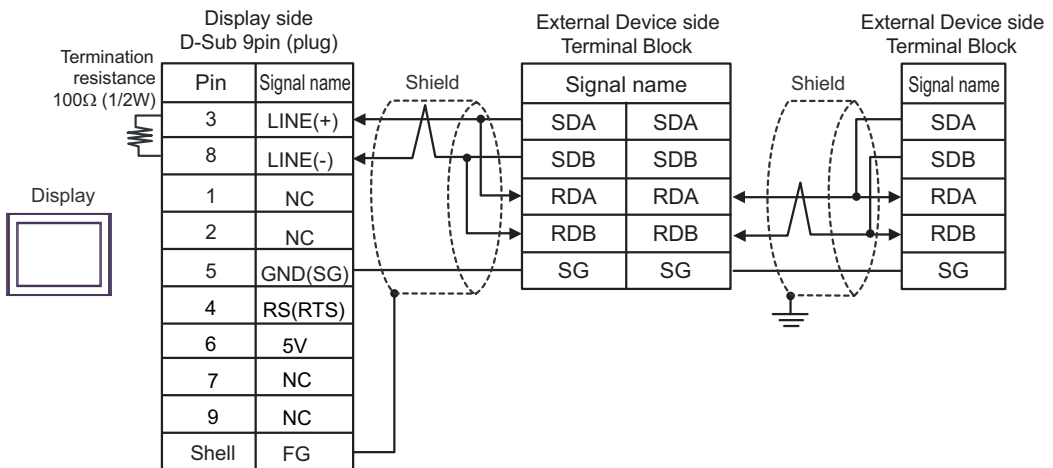 Display side
D-Sub 9pin (plug)
External Device side
Terminal Block
External Device side
Terminal Block
Termination
resistance
100Ω (1/2W)
Pin Signal name
Shield
Signal name
Shield
Signal name
3 LINE(+) SDA SDA SDA
8 LINE(-) SDB SDB SDB
Display
1 NC RDA RDA RDA
2 NC RDB RDB RDB
5 GND(SG) SG SG SG
4 RS(RTS)
6 5V
7 NC
9 NC
Shell FG